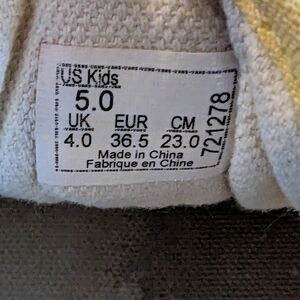 US Kids
5.0
UK EUR CM
4.0 36.5 23.0
Made in China
Fabrique en Chine
721278